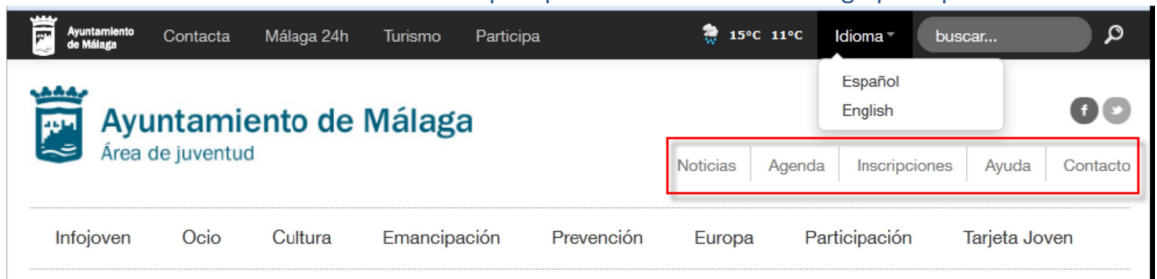 Ayuntamiento
de Málaga
Contacta Málaga 24h Turismo Participa 15ºC 11ºC Idioma buscar...
Español
English
Ayuntamiento de Málaga
Área de juventud
Noticias Agenda Inscripciones Ayuda Contacto
Infojoven Ocio Cultura Emancipación Prevención Europa Participación Tarjeta Joven